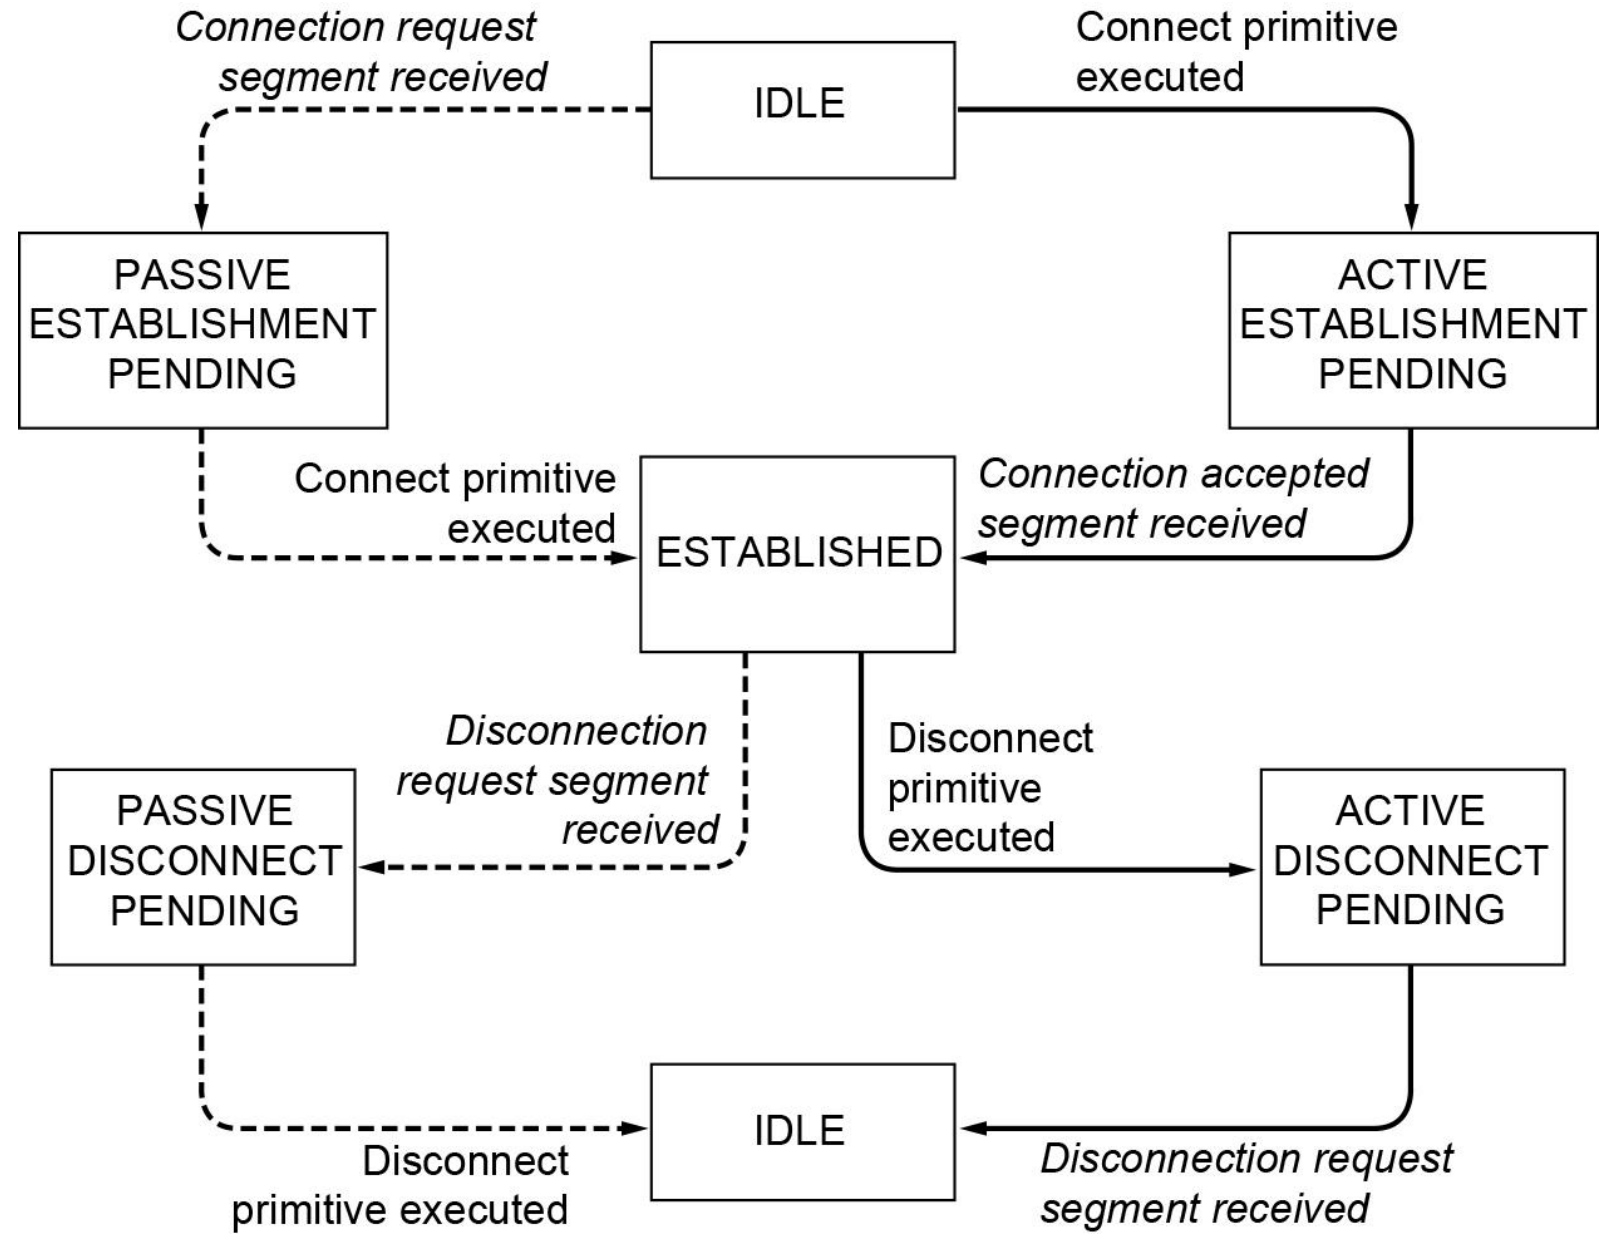 Connection request
segment received
IDLE
Connect primitive
executed
PASSIVE
ESTABLISHMENT
PENDING
ACTIVE
ESTABLISHMENT
PENDING
Connect primitive
executed
ESTABLISHED
Connection accepted
segment received
Disconnection
request segment
received
Disconnect
primitive
executed
PASSIVE
DISCONNECT
PENDING
ACTIVE
DISCONNECT
PENDING
IDLE
Disconnect
primitive executed
Disconnection request
segment received